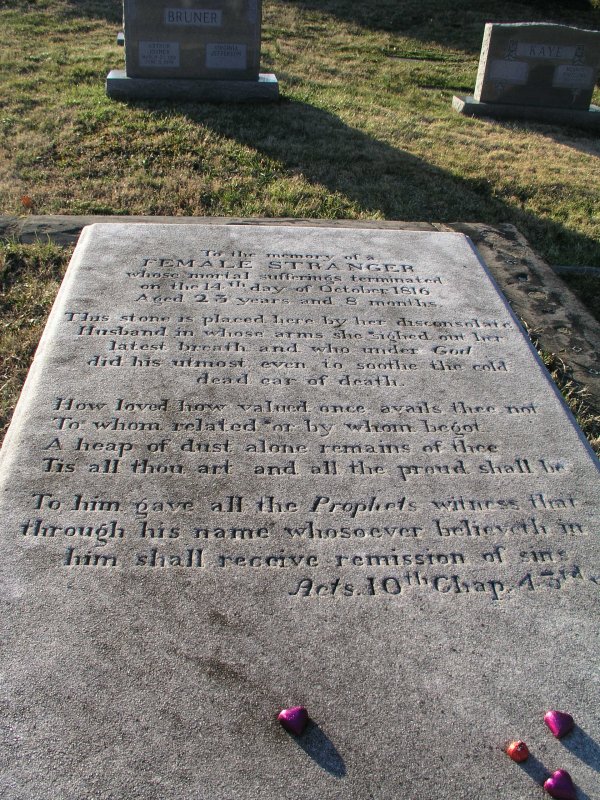 BRUNER
KAYE
To the memory of a
FEMALE STRANGER
whose mortal sufferings terminated
on the 14th day of October 1816
Aged 23 years and 8 months
This stone is placed here by her disconsolate
Husband in whose arms she sighed out her
latest breath and who under God
did his utmost even to soothe the cold
dead ear of death.
How loved how valued once avails thee not
To whom related or by whom begot
A heap of dust alone remains of thee
Tis all thou art and all the proud shall be
To him gave all the Prophets witness that
through his name whosoever believeth in
him shall receive remission of sins
Acts. 10th Chap. 43rd